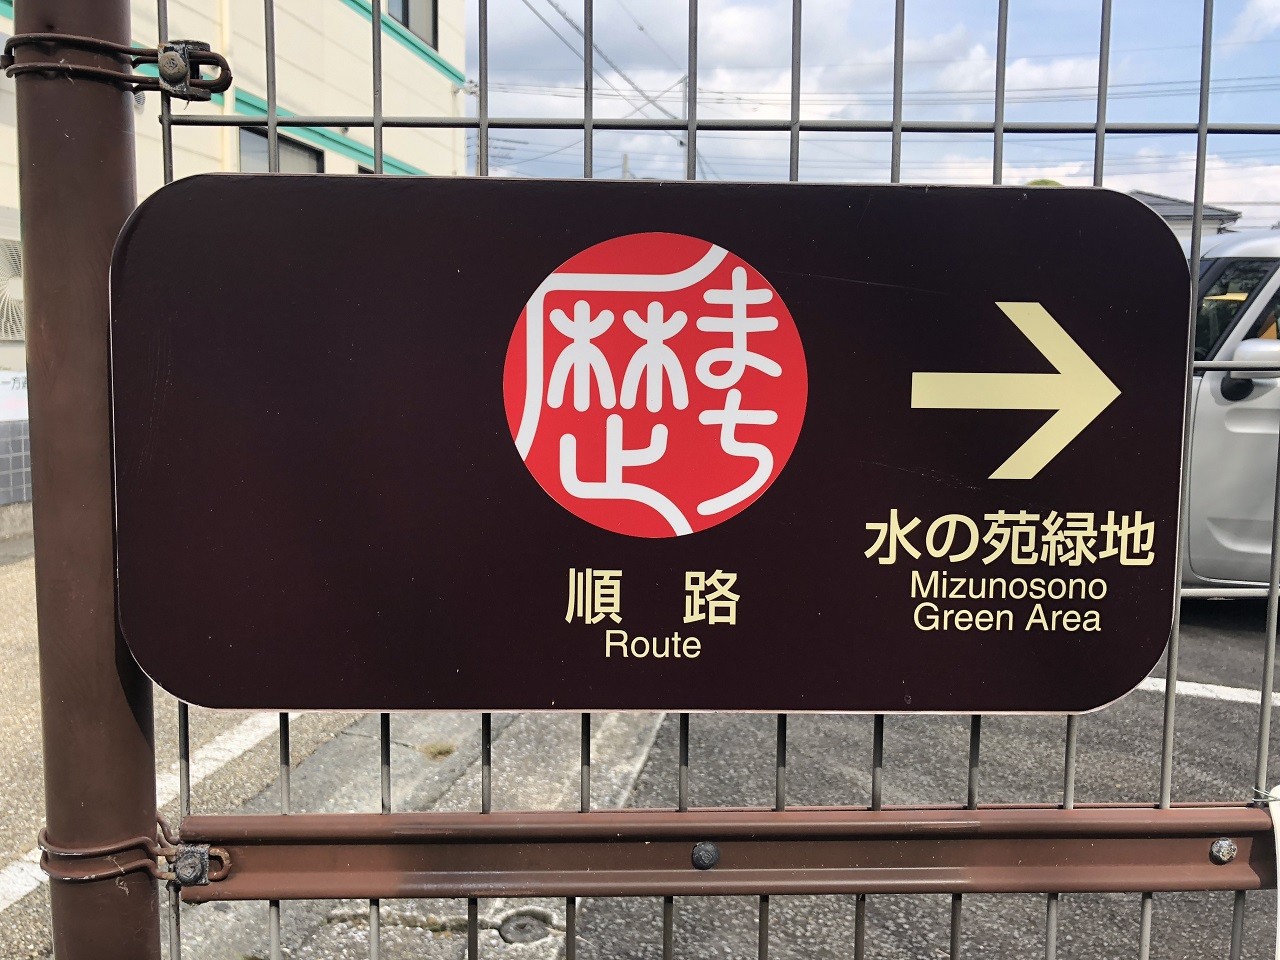 まち
歴
順 路
Route
水の苑緑地
Mizunosono
Green Area